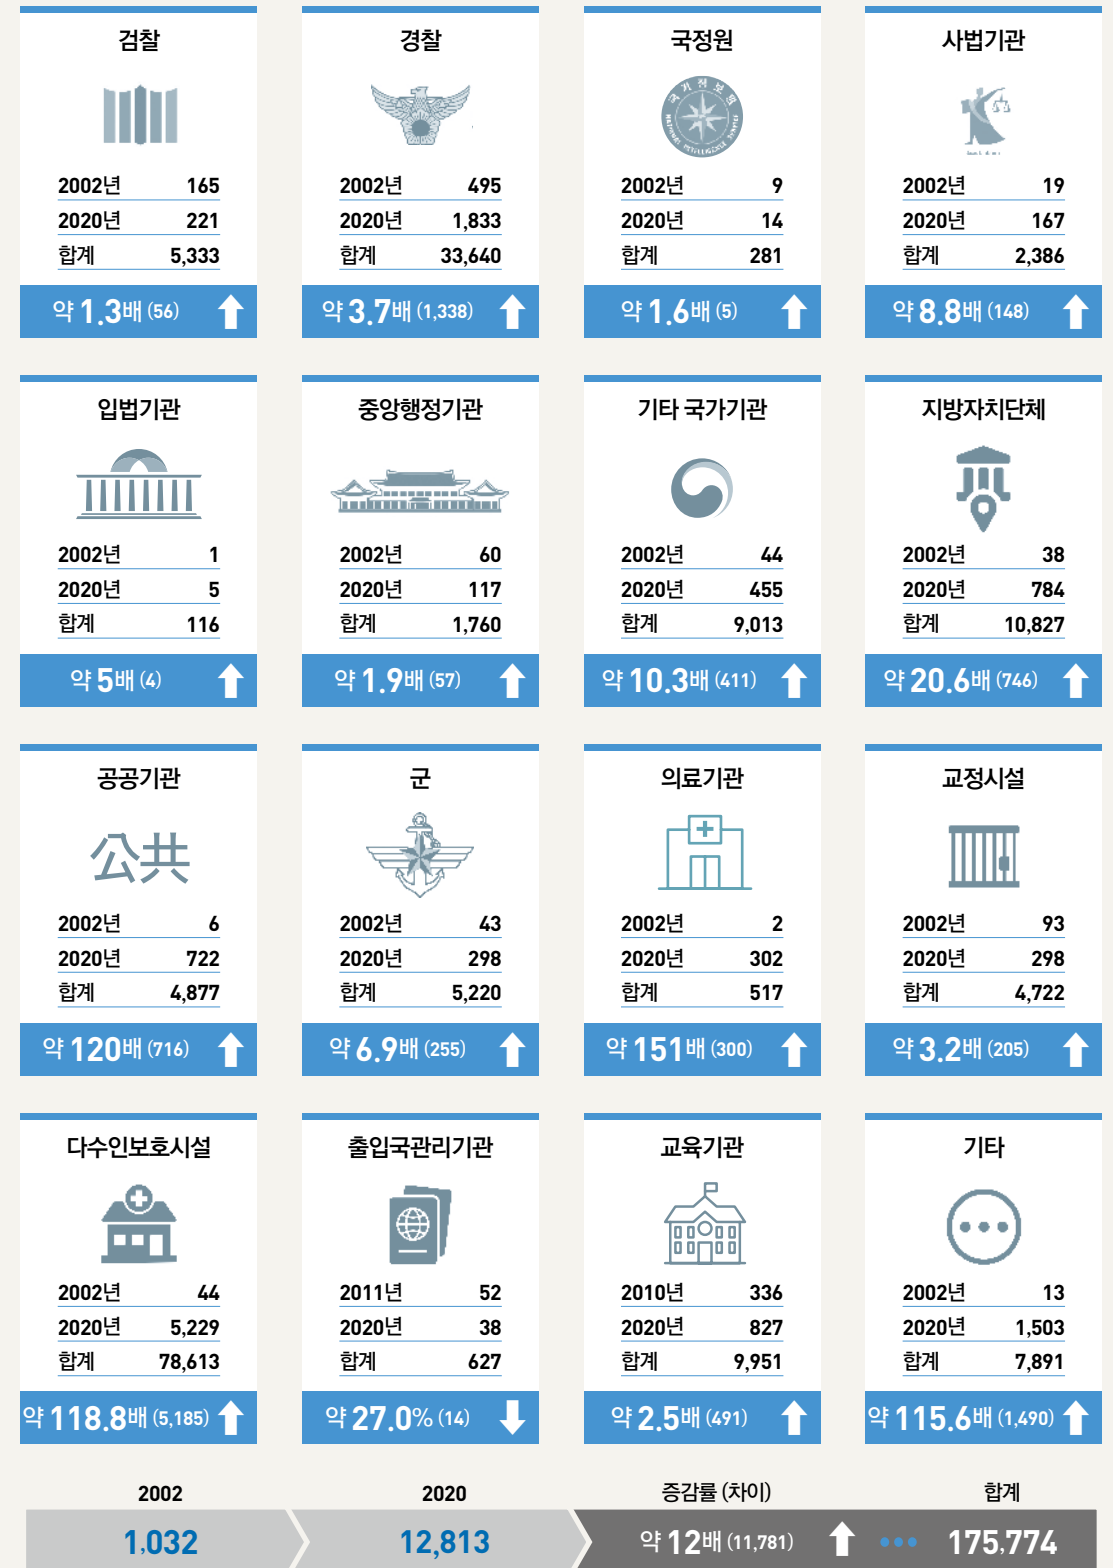 검찰
2002년 165
2020년 221
합계 5,333
약 1.3배 (56)
경찰
2002년 495
2020년 1,833
합계 33,640
약 3.7배 (1,338)
국정원
국가정보원
NATIONAL INTELLIGENCE SERVICE
2002년 9
2020년 14
합계 281
약 1.6배 (5)
사법기관
2002년 19
2020년 167
합계 2,386
약 8.8배 (148)
입법기관
2002년 1
2020년 5
합계 116
약 5배 (4)
중앙행정기관
2002년 60
2020년 117
합계 1,760
약 1.9배 (57)
기타 국가기관
2002년 44
2020년 455
합계 9,013
약 10.3배 (411)
지방자치단체
2002년 38
2020년 784
합계 10,827
약 20.6배 (746)
공공기관
公共
2002년 6
2020년 722
합계 4,877
약 120배 (716)
군
2002년 43
2020년 298
합계 5,220
약 6.9배 (255)
의료기관
2002년 2
2020년 302
합계 517
약 151배 (300)
교정시설
2002년 93
2020년 298
합계 4,722
약 3.2배 (205)
다수인보호시설
2002년 44
2020년 5,229
합계 78,613
약 118.8배 (5,185)
출입국관리기관
2011년 52
2020년 38
합계 627
약 27.0% (14)
교육기관
2010년 336
2020년 827
합계 9,951
약 2.5배 (491)
기타
2002년 13
2020년 1,503
합계 7,891
약 115.6배 (1,490)
2002 2020 증감률 (차이) 합계
1,032 12,813 약 12배 (11,781) 175,774